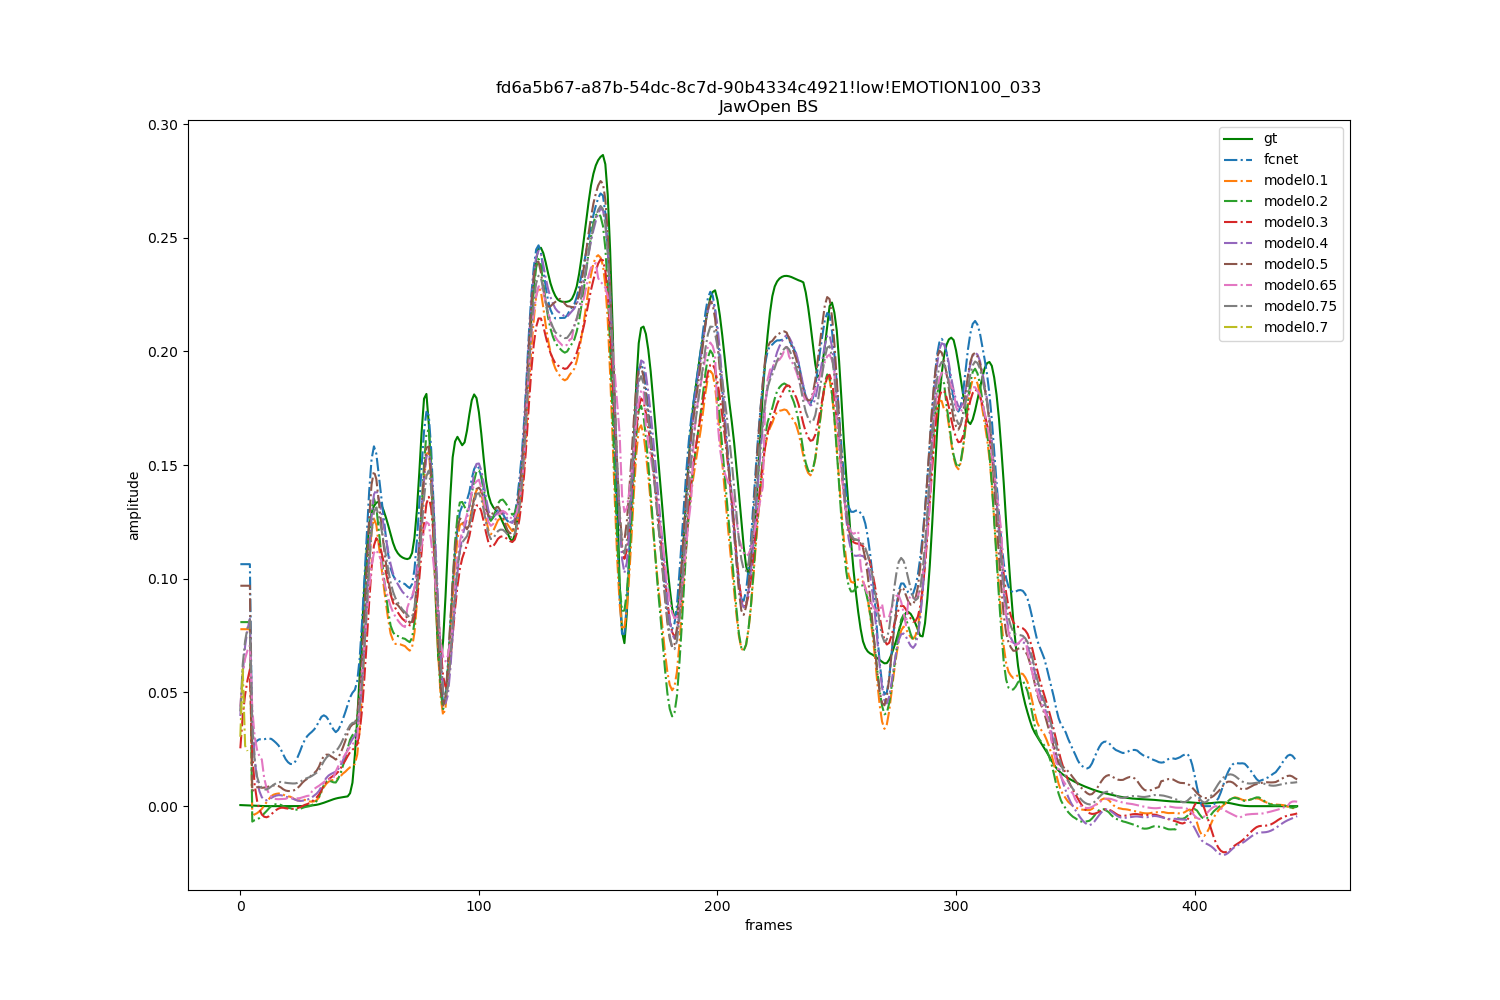 fd6a5b67-a87b-54dc-8c7d-90b4334c4921!low!EMOTION100_033
JawOpen BS
0.30
0.25
0.20
0.15
0.10
0.05
0.00
amplitude
0
100
200
300
400
frames
gt
fcnet
model0.1
model0.2
model0.3
model0.4
model0.5
model0.65
model0.75
model0.7